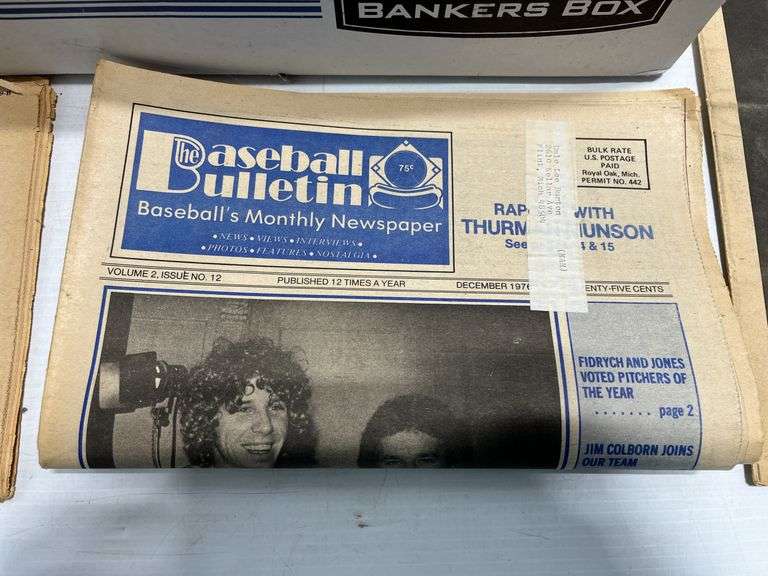 BANKERS BOX
The Baseball Bulletin
75¢
Baseball's Monthly Newspaper
• NEWS • VIEWS • INTERVIEWS •
• PHOTOS • FEATURES • NOSTALGIA •
BULK RATE
U.S. POSTAGE
PAID
Royal Oak, Mich.
PERMIT NO. 442
RAP WITH
THURM MUNSON
See 4 & 15
VOLUME 2, ISSUE NO. 12
PUBLISHED 12 TIMES A YEAR
DECEMBER 1976
ENTY-FIVE CENTS
FIDRYCH AND JONES
VOTED PITCHERS OF
THE YEAR
....... page 2
JIM COLBORN JOINS
OUR TEAM